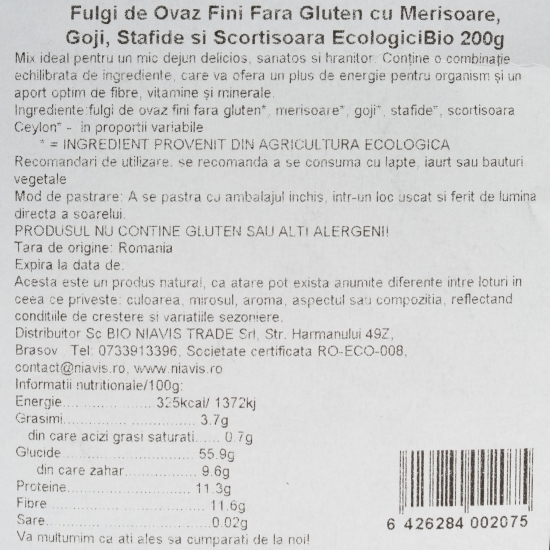 Fulgi de Ovaz Fini Fara Gluten cu Merisoare,
Goji, Stafide si Scortisoara EcologiciBio 200g
Mix ideal pentru un mic dejun delicios, sanatos si hranitor. Conține o combinație
echilibrata de ingrediente, care va ofera un plus de energie pentru organism și un
aport optim de fibre, vitamine și minerale.
Ingrediente:fulgi de ovaz fini fara gluten*, merisoare*, goji*, stafide*, scortisoara
Ceylon* - in proportii variabile
* = INGREDIENT PROVENIT DIN AGRICULTURA ECOLOGICA
Recomandari de utilizare: se recomanda a se consuma cu lapte, iaurt sau bauturi
vegetale
Mod de pastrare: A se pastra cu ambalajul inchis, intr-un loc uscat si ferit de lumina
directa a soarelui.
PRODUSUL NU CONTINE GLUTEN SAU ALTI ALERGENI!
Tara de origine: Romania
Expira la data de:
Acesta este un produs natural, ca atare pot exista anumite diferente intre loturi in
ceea ce priveste: culoarea, mirosul, aroma, aspectul sau compozitia, reflectand
conditiile de crestere si variatiile sezoniere.
Distribuitor Sc BIO NIAVIS TRADE Srl, Str. Harmanului 49Z,
Brasov Tel: 0733913396, Societate certificata RO-ECO-008,
contact@niavis.ro, www.niavis.ro
Informatii nutritionale/100g:
Energie..................325kcal/ 1372kj
Grasimi..........................3.7g
din care acizi grasi saturati...... 0.7g
Glucide..........................55.9g
din care zahar................9.6g
Proteine.........................11.3g
Fibre ..............................11.6g
Sare...............................0.02g
Va multumim ca ati ales sa cumparati de la noi!
6 426284 002075